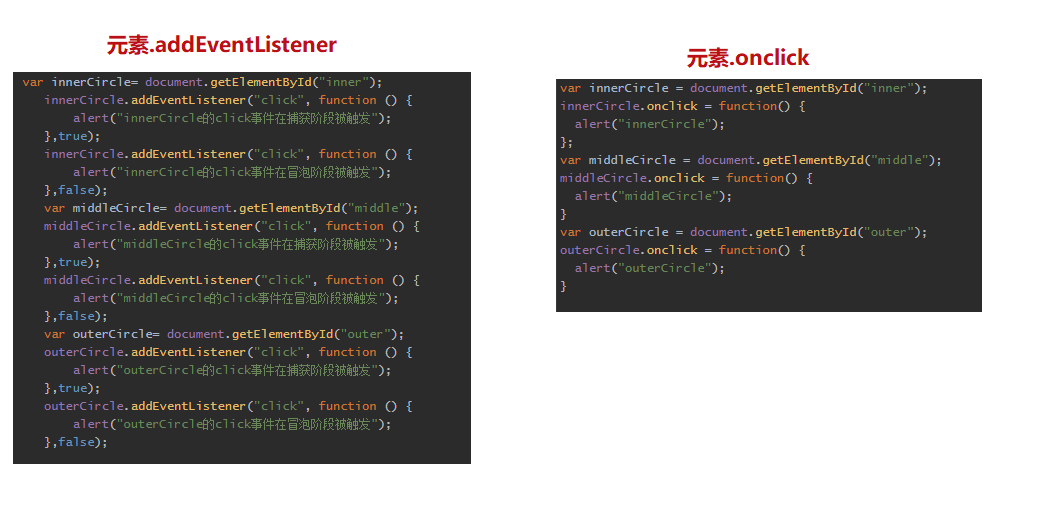 元素.addEventListener
var innerCircle= document.getElementById("inner");
innerCircle.addEventListener("click", function () {
alert("innerCircle的click事件在捕获阶段被触发");
},true);
innerCircle.addEventListener("click", function () {
alert("innerCircle的click事件在冒泡阶段被触发");
},false);
var middleCircle= document.getElementById("middle");
middleCircle.addEventListener("click", function () {
alert("middleCircle的click事件在捕获阶段被触发");
},true);
middleCircle.addEventListener("click", function () {
alert("middleCircle的click事件在冒泡阶段被触发");
},false);
var outerCircle= document.getElementById("outer");
outerCircle.addEventListener("click", function () {
alert("outerCircle的click事件在捕获阶段被触发");
},true);
outerCircle.addEventListener("click", function () {
alert("outerCircle的click事件在冒泡阶段被触发");
},false);
元素.onclick
var innerCircle = document.getElementById("inner");
innerCircle.onclick = function() {
alert("innerCircle");
};
var middleCircle = document.getElementById("middle");
middleCircle.onclick = function() {
alert("middleCircle");
}
var outerCircle = document.getElementById("outer");
outerCircle.onclick = function() {
alert("outerCircle");
}